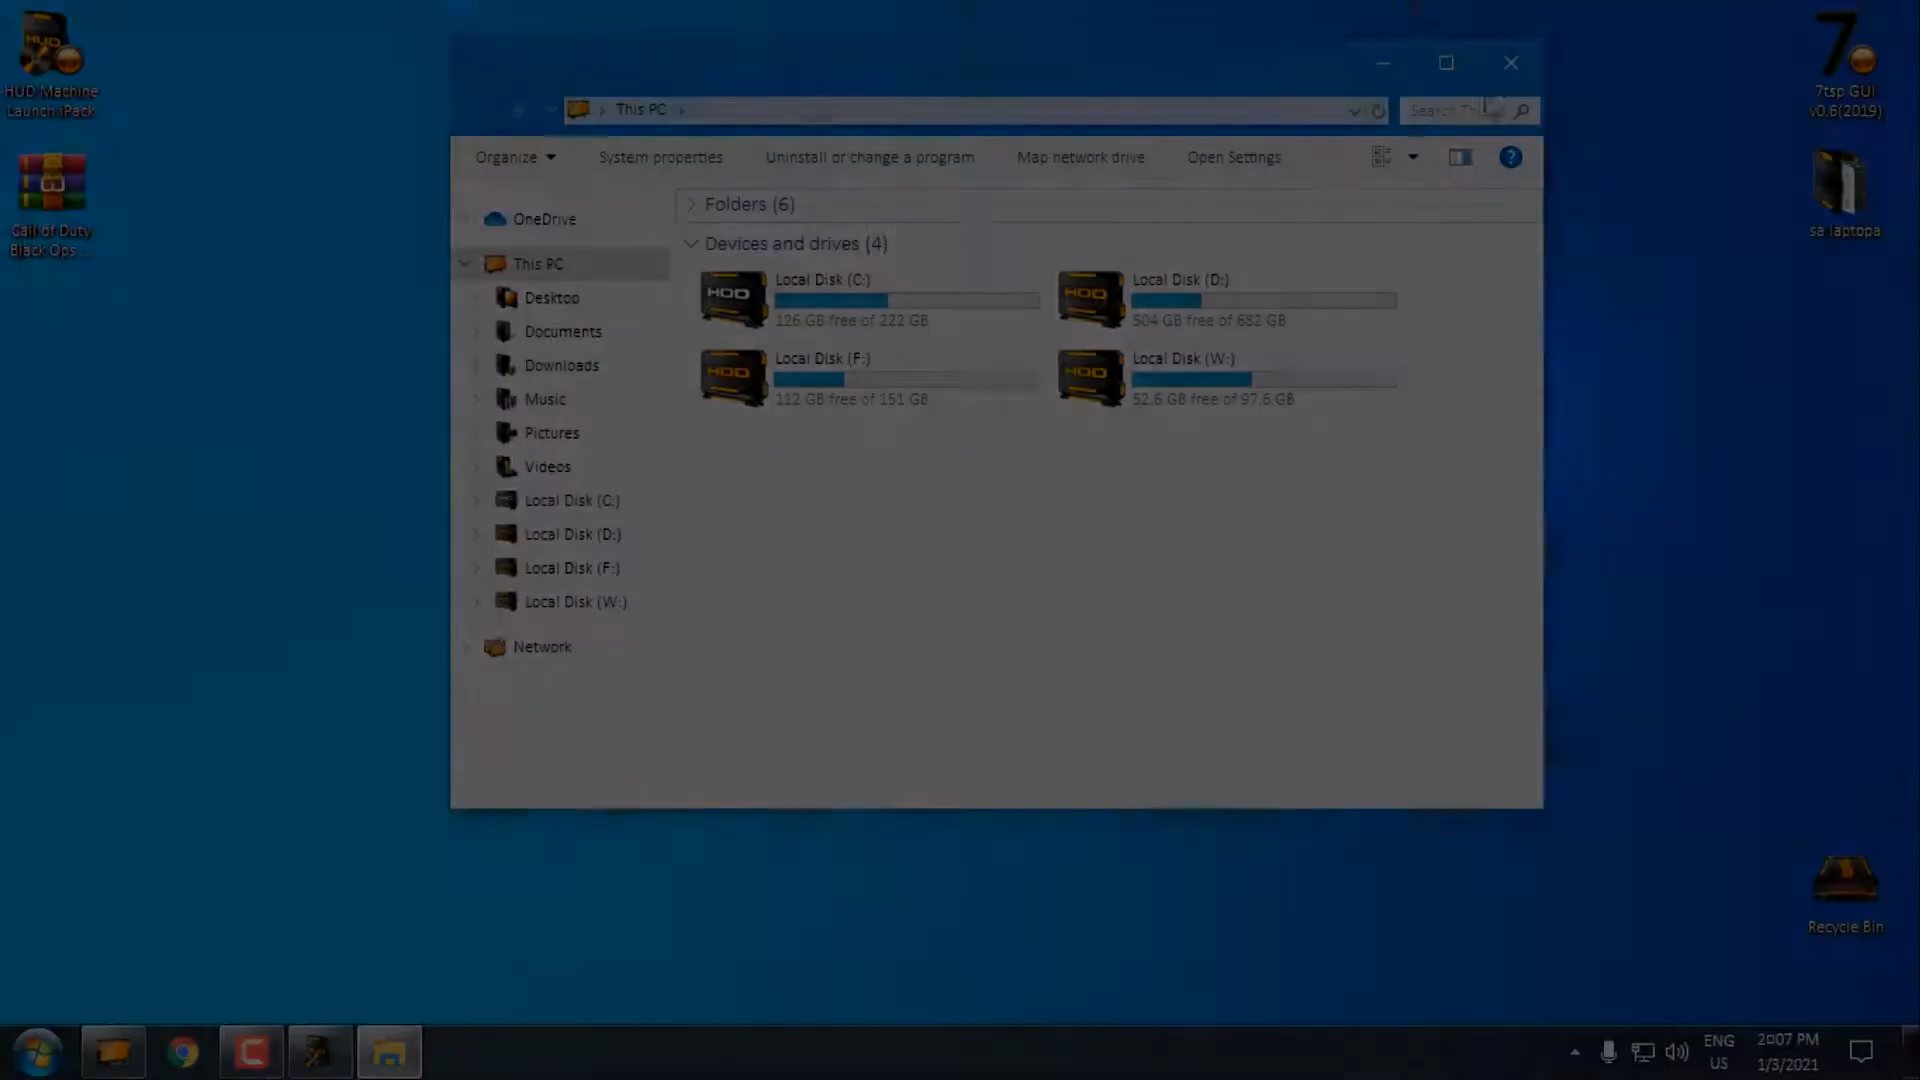 HUD Machine
Launch iPack
Call of Duty
Black Ops ...
7tsp GUI
v0.6(2019)
sa laptopa
Recycle Bin
This PC
Organize
System properties
Uninstall or change a program
Map network drive
Open Settings
OneDrive
This PC
Desktop
Documents
Downloads
Music
Pictures
Videos
Local Disk (C:)
Local Disk (D:)
Local Disk (F:)
Local Disk (W:)
Network
Folders (6)
Devices and drives (4)
HDD
Local Disk (C:)
126 GB free of 222 GB
HDD
Local Disk (D:)
504 GB free of 682 GB
HDD
Local Disk (F:)
112 GB free of 151 GB
HDD
Local Disk (W:)
52.6 GB free of 97.6 GB
ENG
US
2¤07 PM
1/3/2021